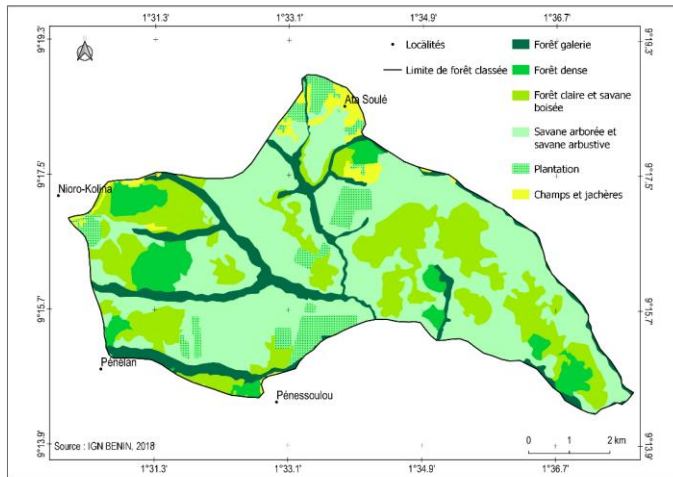 1°31.3' 1°33.1' 1°34.9' 1°36.7'
9°19.3' 9°19.3'
Localités
Limite de forêt classée
Forêt galerie
Forêt dense
Forêt claire et savane
boisée
Savane arborée et
savane arbustive
Plantation
Champs et jachères
Ata Soulé
9°17.5' 9°17.5'
Nioro-Kolina
9°15.7' 9°15.7'
Pénélan
Pénessoulou
9°13.9' 9°13.9'
Source : IGN BENIN, 2018
0 1 2 km
1°31.3' 1°33.1' 1°34.9' 1°36.7'